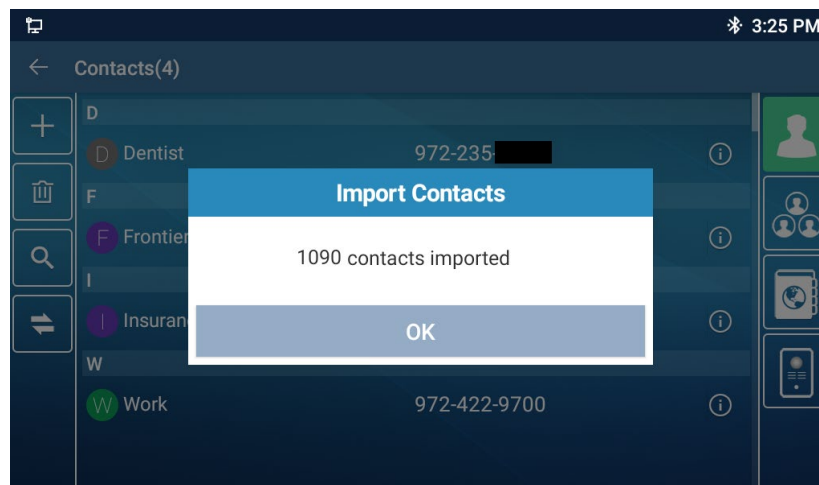 3:25 PM
Contacts(4)
D
D Dentist 972-235-
Import Contacts
F
F Frontier
1090 contacts imported
I
I Insuran
OK
W
W Work 972-422-9700